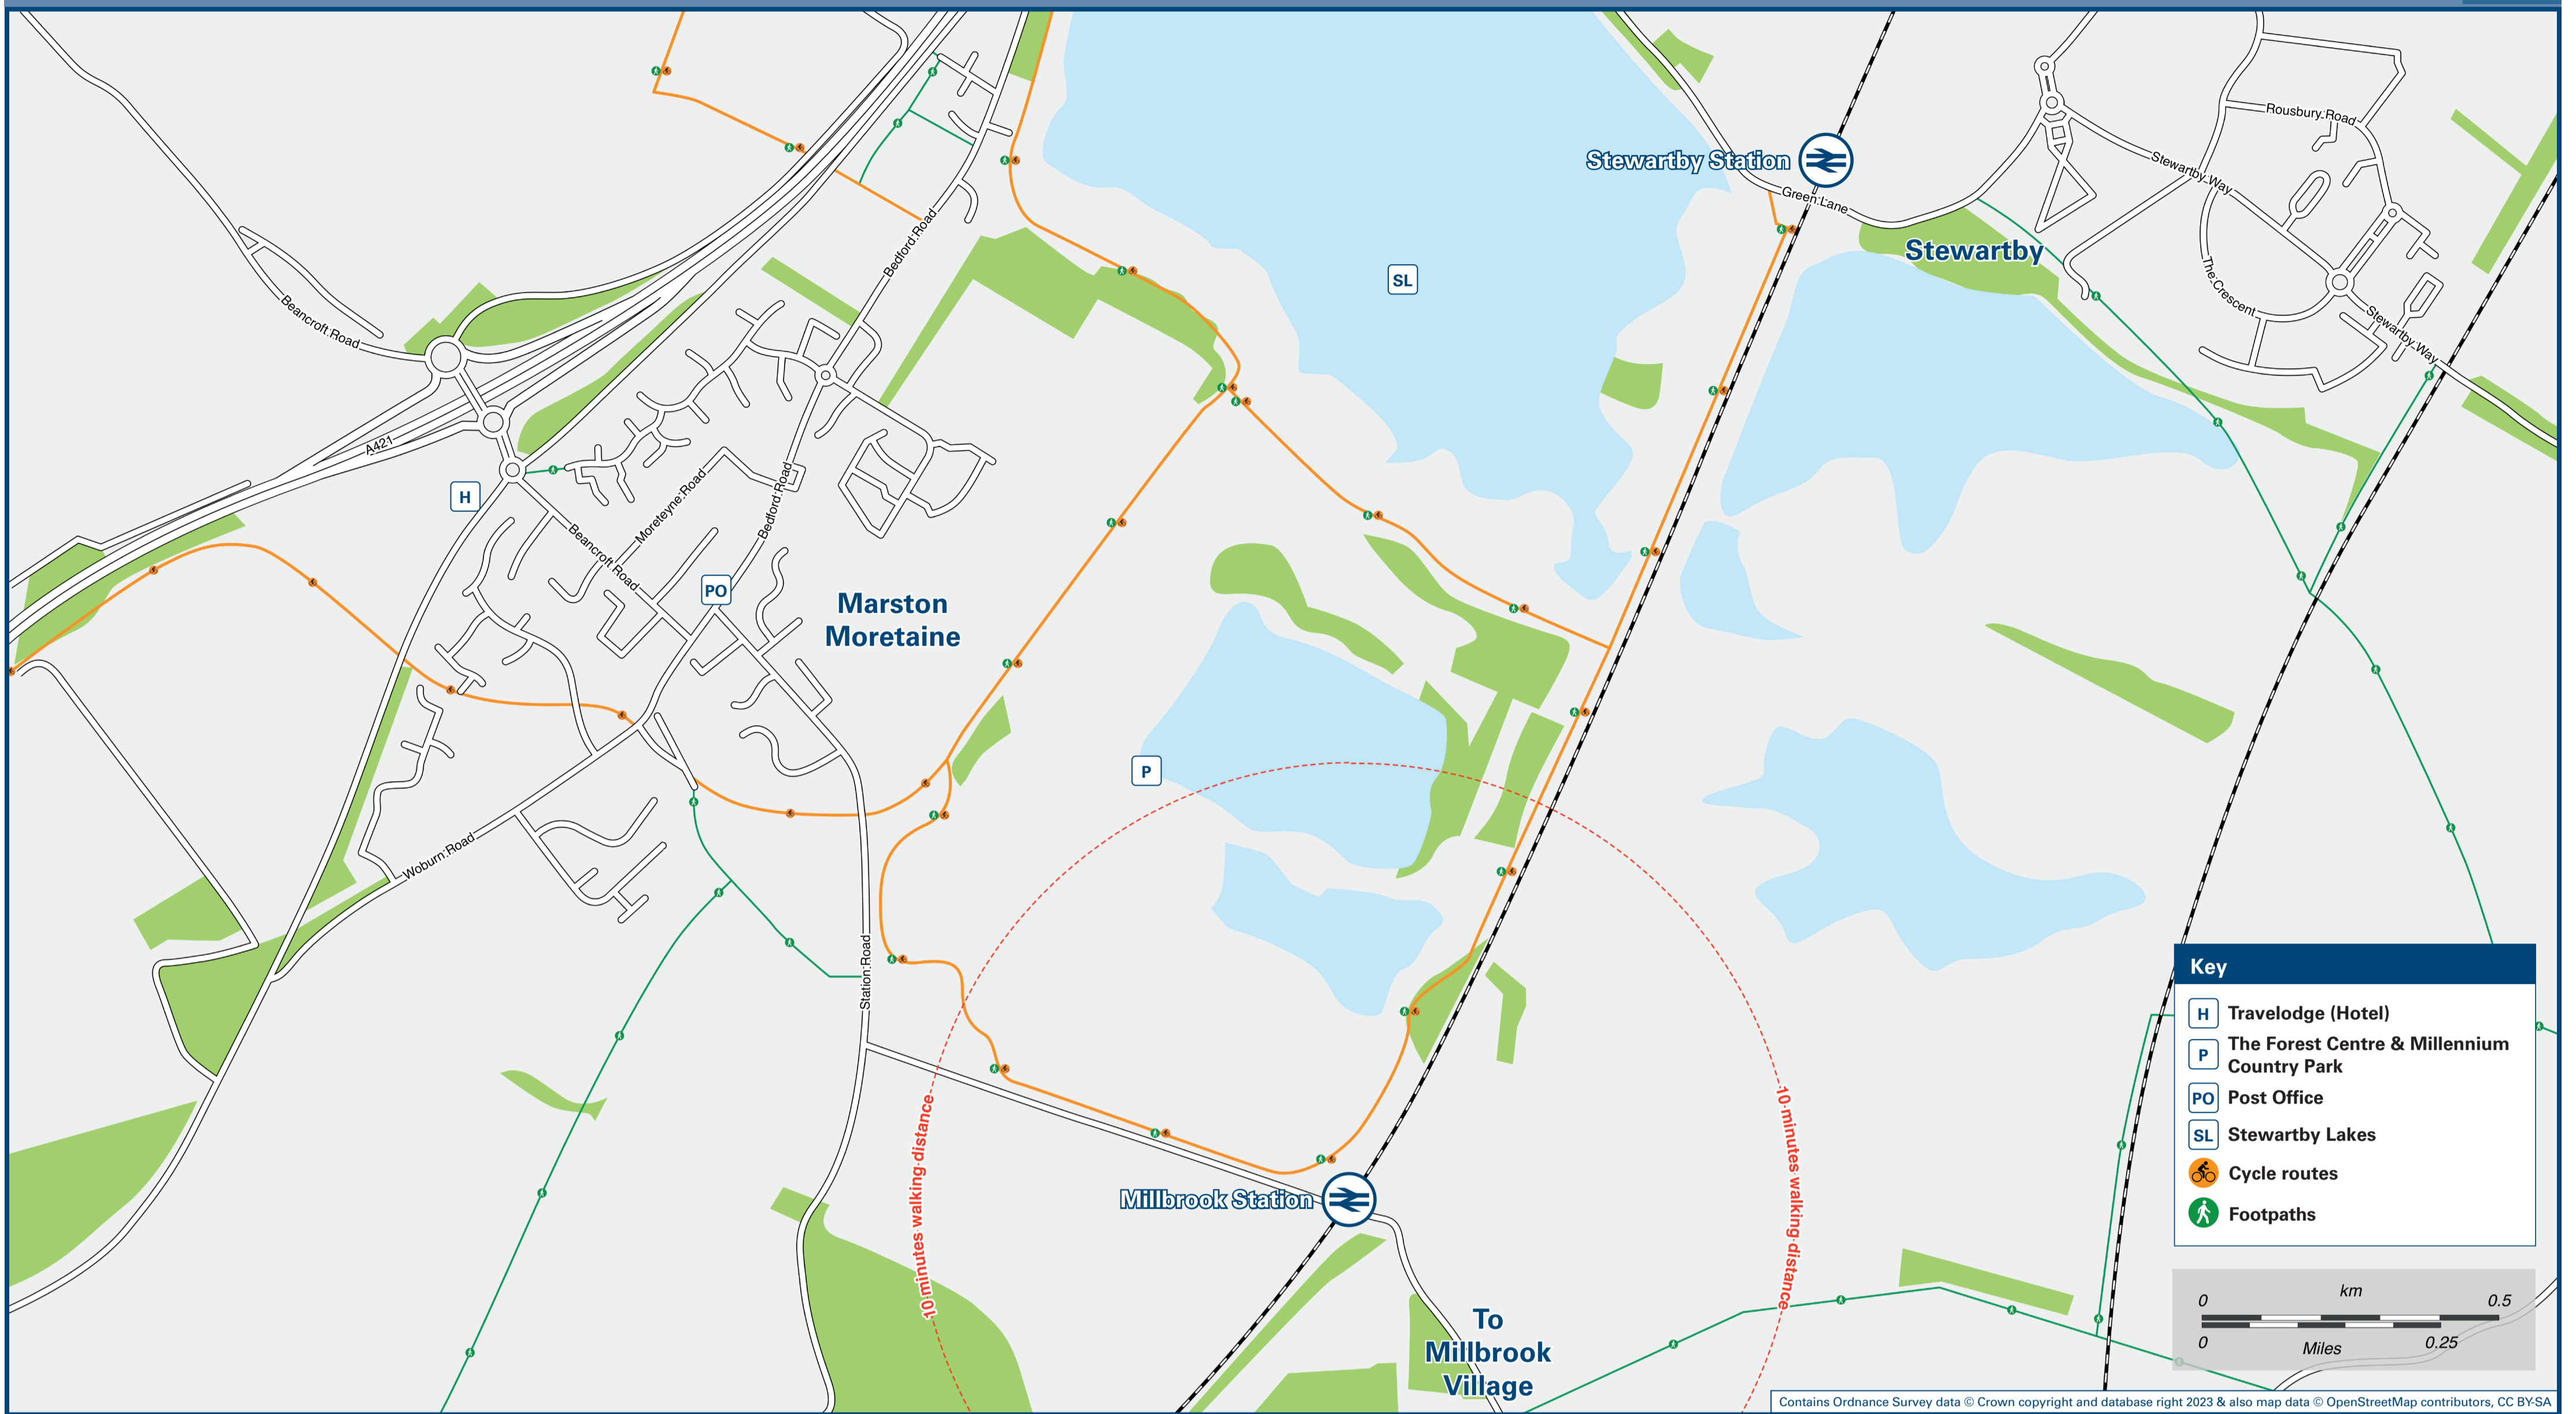 Rousbury Road
Stewartby Station
Stewartby Way
Green Lane
Bedford Road
Stewartby
SL
The Crescent
Beancroft Road
Stewartby Way
A421
H
Moreteyne Road
Bedford Road
Beancroft Road
PO
Marston
Moretaine
P
Woburn Road
Station Road
10 minutes walking distance
10 minutes walking distance
Millbrook Station
To
Millbrook
Village
Key
H Travelodge (Hotel)
P The Forest Centre & Millennium
Country Park
PO Post Office
SL Stewartby Lakes
Cycle routes
Footpaths
km
0 0.5
0 0.25
Miles
Contains Ordnance Survey data © Crown copyright and database right 2023 & also map data © OpenStreetMap contributors, CC BY-SA